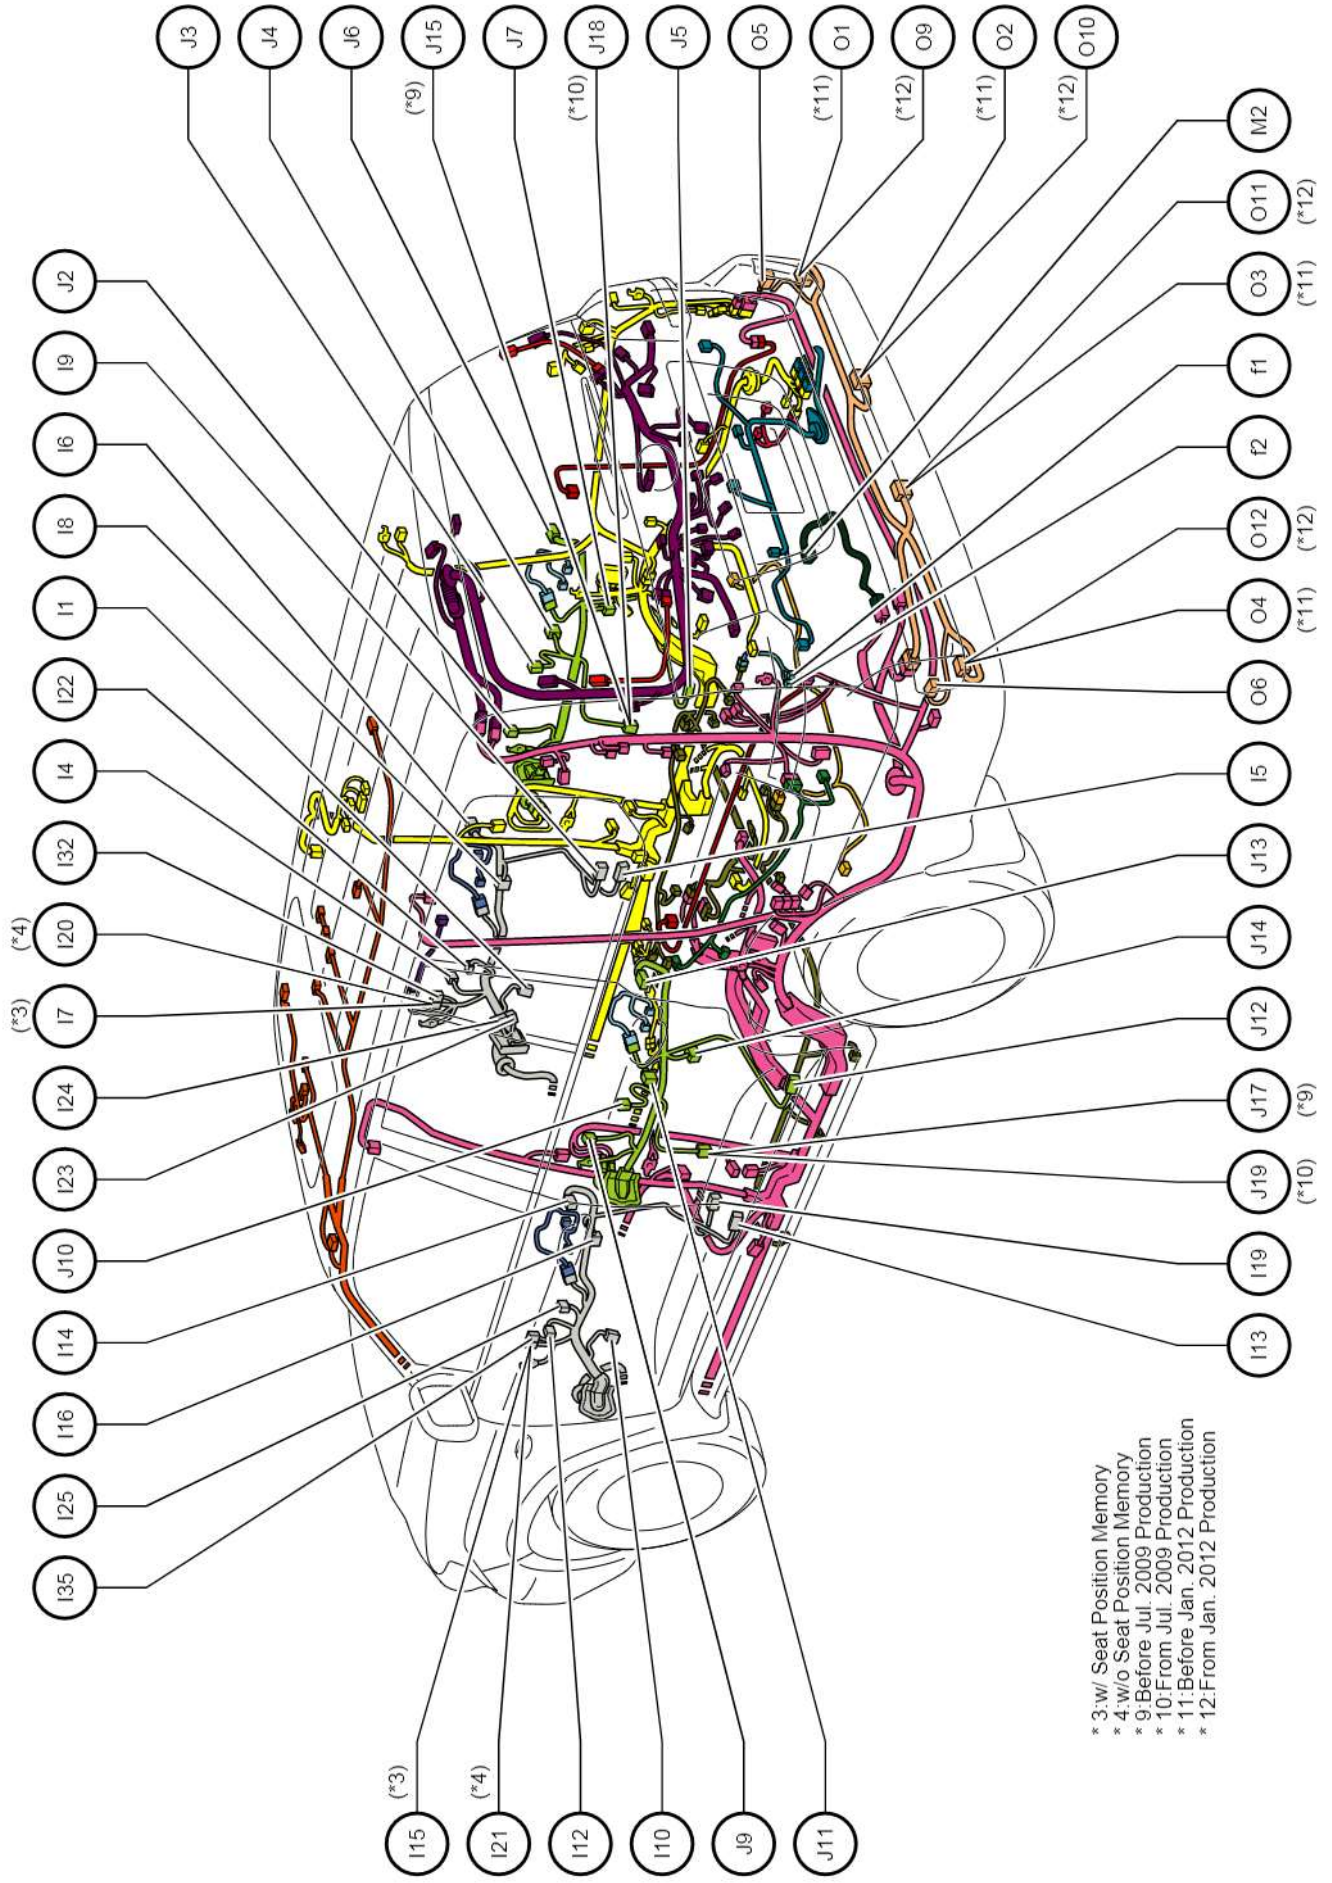 J3
J4
J6
J15
(*9)
J7
J18
(*10)
J5
O5
O1
(*11)
O9
(*12)
O2
(*11)
O10
(*12)
J2
I9
I6
I8
I1
I22
I4
I32
I20
(*4)
I7
(*3)
I24
I23
J10
I14
I16
I25
I35
M2
O11
(*12)
O3
(*11)
f1
f2
O12
(*12)
O4
(*11)
O6
I5
J13
J14
J12
J17
(*9)
J19
(*10)
I19
I13
I15
(*3)
I21
(*4)
I12
I10
J9
J11
* 3:w/ Seat Position Memory
* 4:w/o Seat Position Memory
* 9:Before Jul. 2009 Production
* 10:From Jul. 2009 Production
* 11:Before Jan. 2012 Production
* 12:From Jan. 2012 Production